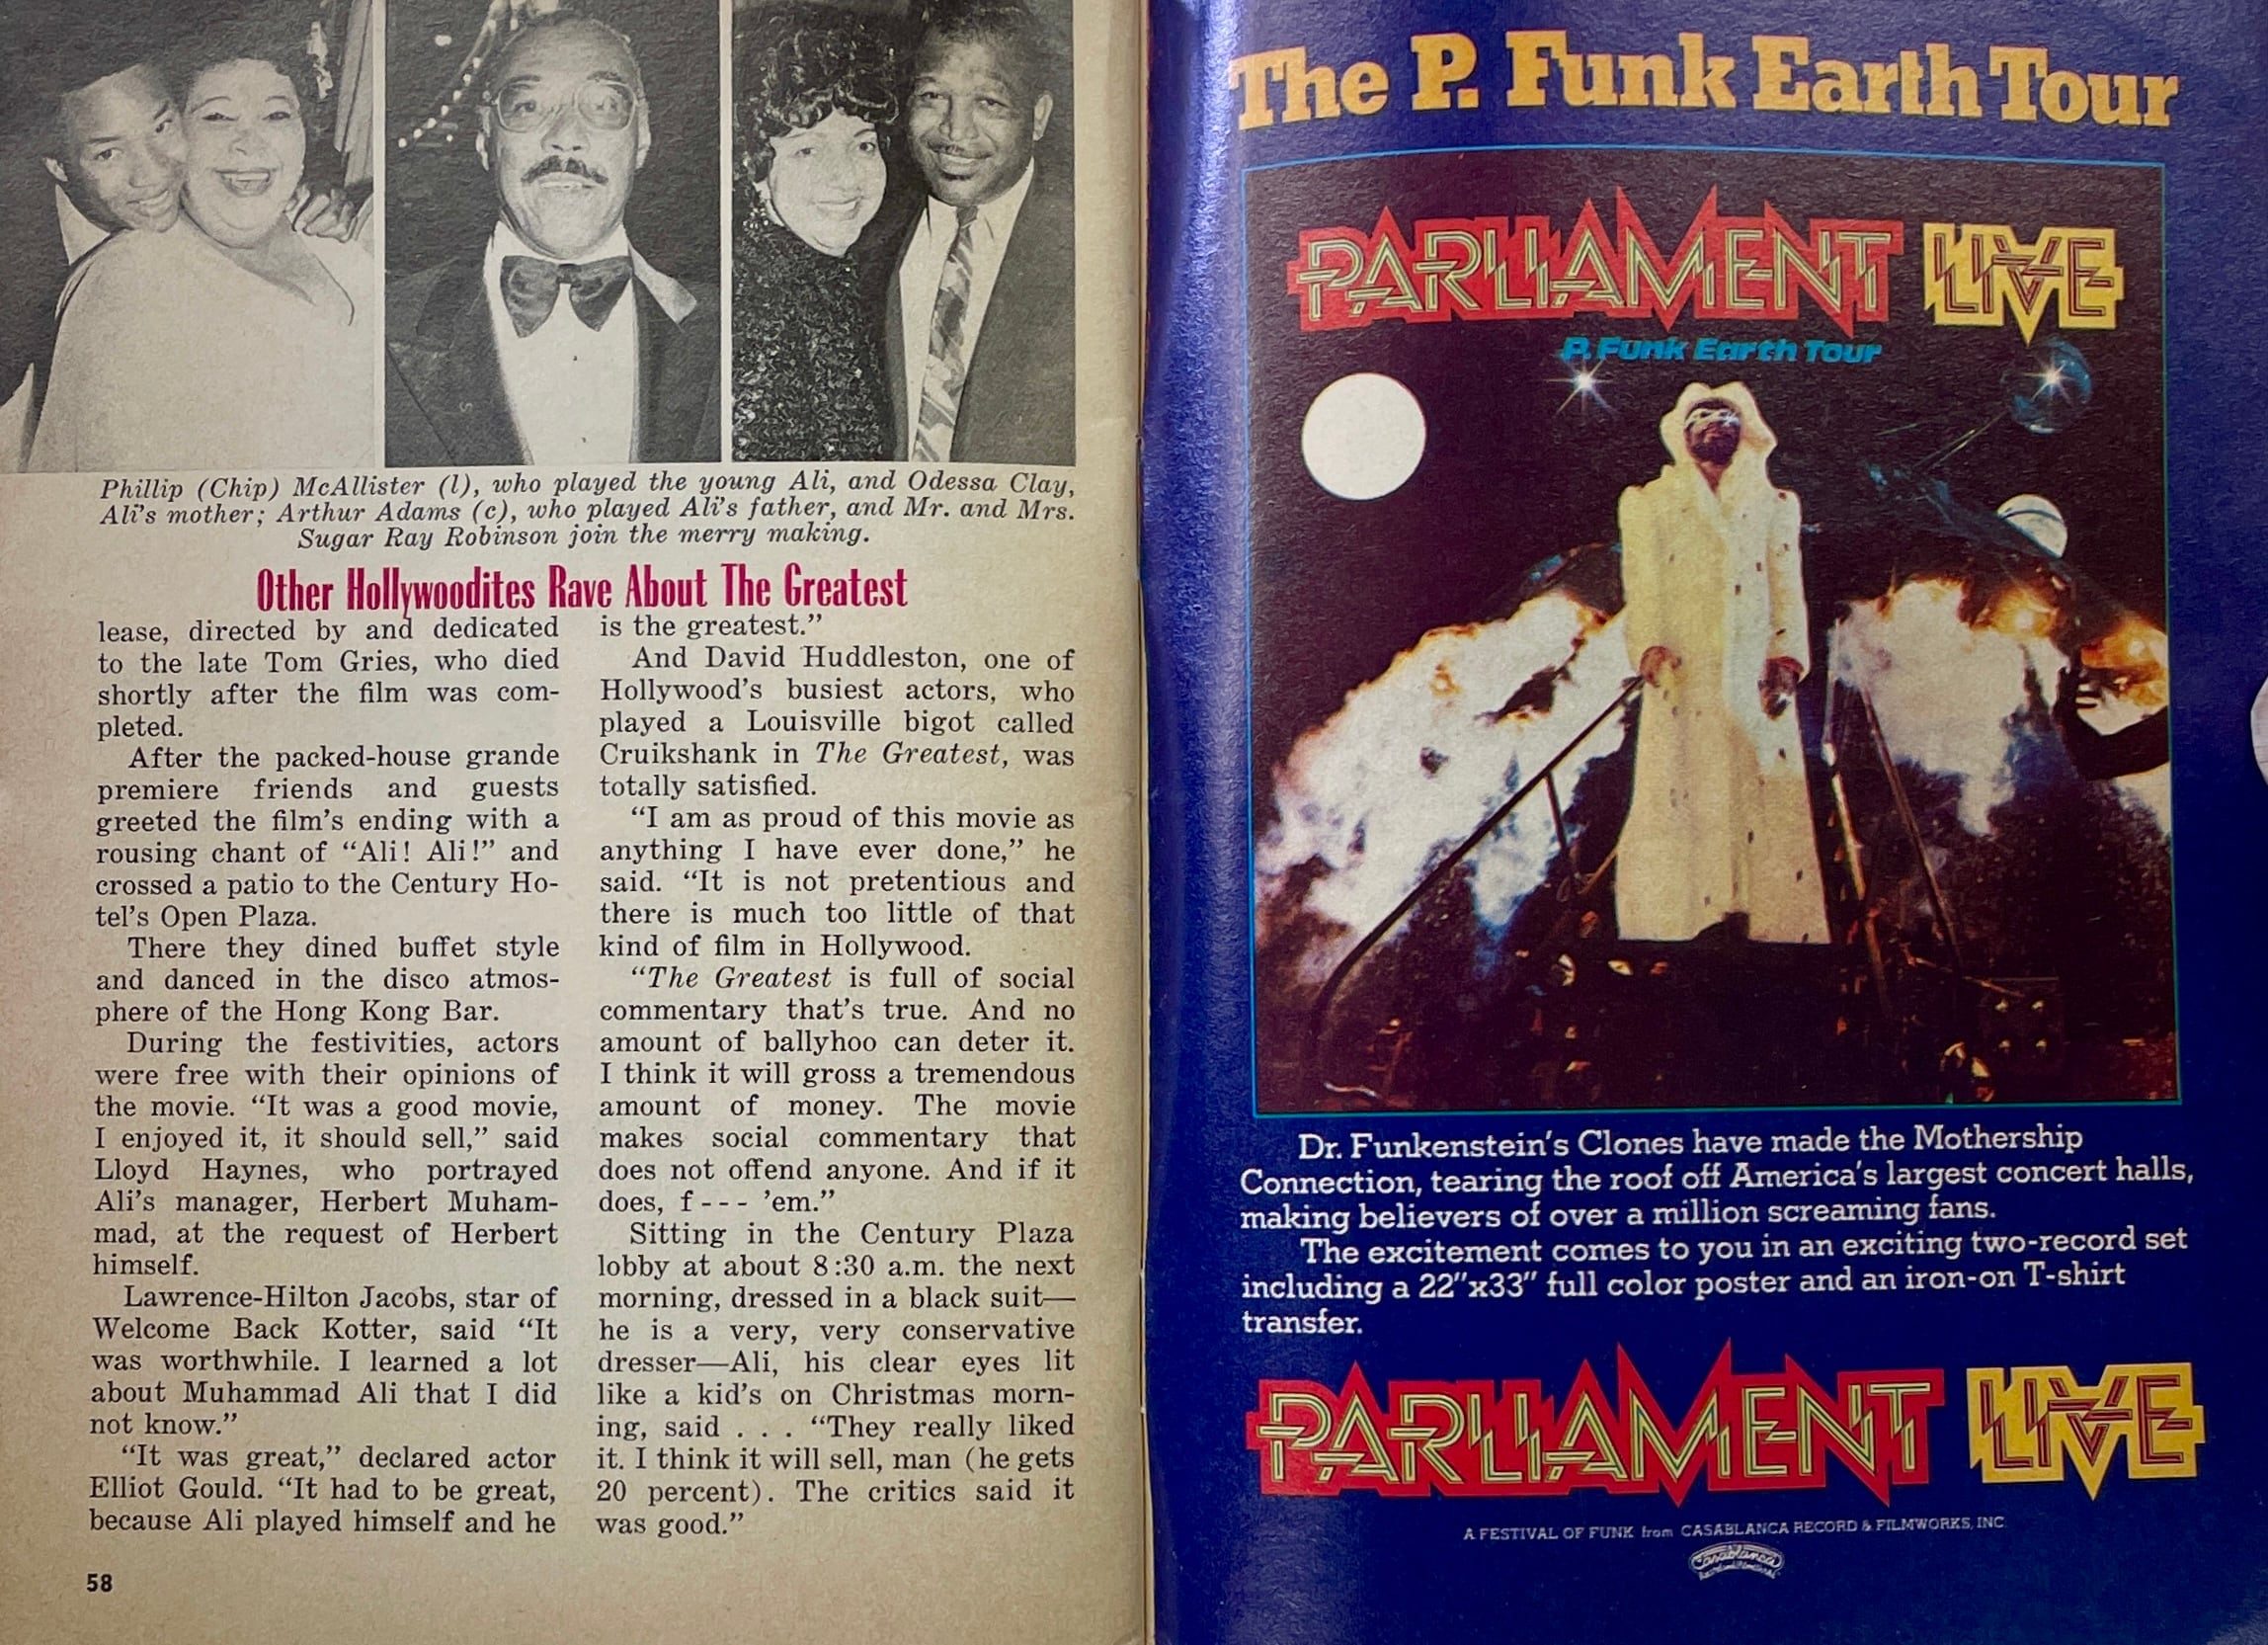 Phillip (Chip) McAllister (l), who played the young Ali, and Odessa Clay,
Ali's mother; Arthur Adams (c), who played Ali's father, and Mr. and Mrs.
Sugar Ray Robinson join the merry making.
Other Hollywoodites Rave About The Greatest
lease, directed by and dedicated
to the late Tom Gries, who died
shortly after the film was com-
pleted.
After the packed-house grande
premiere friends and guests
greeted the film's ending with a
rousing chant of "Ali! Ali!" and
crossed a patio to the Century Ho-
tel's Open Plaza.
There they dined buffet style
and danced in the disco atmos-
phere of the Hong Kong Bar.
During the festivities, actors
were free with their opinions of
the movie. "It was a good movie,
I enjoyed it, it should sell," said
Lloyd Haynes, who portrayed
Ali's manager, Herbert Muham-
mad, at the request of Herbert
himself.
Lawrence-Hilton Jacobs, star of
Welcome Back Kotter, said "It
was worthwhile. I learned a lot
about Muhammad Ali that I did
not know."
"It was great," declared actor
Elliot Gould. "It had to be great,
because Ali played himself and he
is the greatest."
And David Huddleston, one of
Hollywood's busiest actors, who
played a Louisville bigot called
Cruikshank in The Greatest, was
totally satisfied.
"I am as proud of this movie as
anything I have ever done," he
said. "It is not pretentious and
there is much too little of that
kind of film in Hollywood.
"The Greatest is full of social
commentary that's true. And no
amount of ballyhoo can deter it.
I think it will gross a tremendous
amount of money. The movie
makes social commentary that
does not offend anyone. And if it
does, f - - - 'em."
Sitting in the Century Plaza
lobby at about 8:30 a.m. the next
morning, dressed in a black suit—
he is a very, very conservative
dresser—Ali, his clear eyes lit
like a kid's on Christmas morn-
ing, said . . . "They really liked
it. I think it will sell, man (he gets
20 percent). The critics said it
was good."
58
The P. Funk Earth Tour
PARLIAMENT LIVE
P. Funk Earth Tour
Dr. Funkenstein's Clones have made the Mothership
Connection, tearing the roof off America's largest concert halls,
making believers of over a million screaming fans.
The excitement comes to you in an exciting two-record set
including a 22"x33" full color poster and an iron-on T-shirt
transfer.
PARLIAMENT LIVE
A FESTIVAL OF FUNK from CASABLANCA RECORD & FILMWORKS, INC.
Casablanca